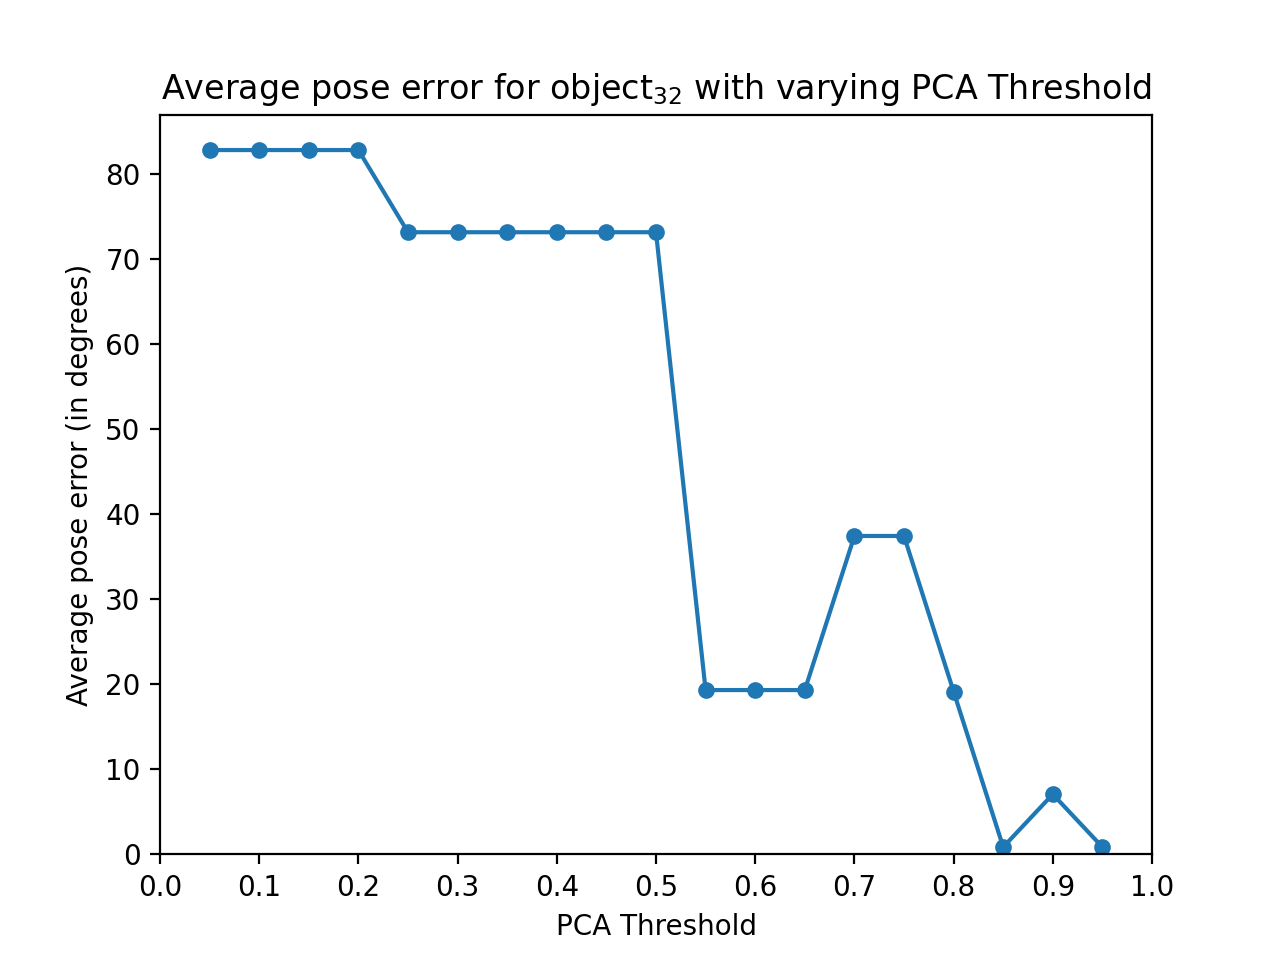 Average pose error for object₃₂ with varying PCA Threshold
Average pose error (in degrees)
80
70
60
50
40
30
20
10
0
0.0 0.1 0.2 0.3 0.4 0.5 0.6 0.7 0.8 0.9 1.0
PCA Threshold